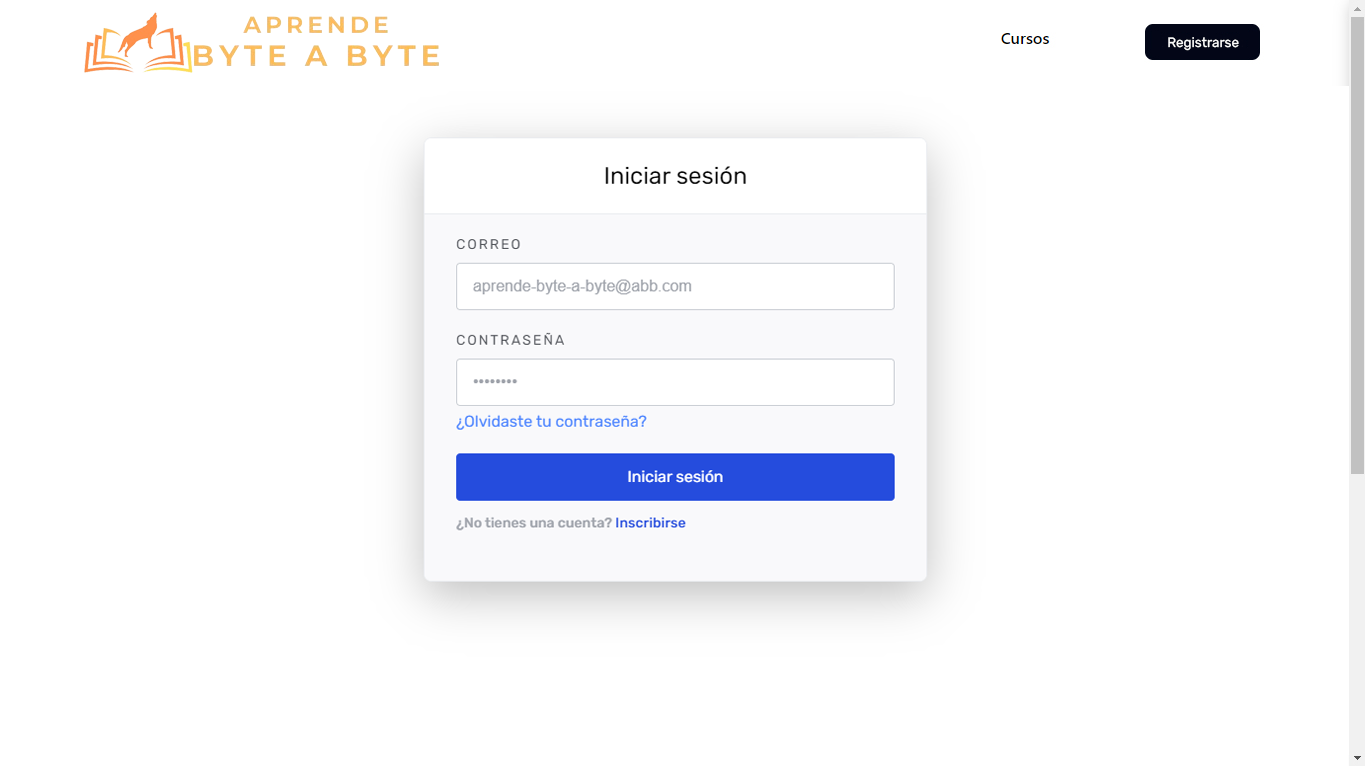 APRENDE
BYTE A BYTE
Cursos
Registrarse
Iniciar sesión
CORREO
aprende-byte-a-byte@abb.com
CONTRASEÑA
••••••••
¿Olvidaste tu contraseña?
Iniciar sesión
¿No tienes una cuenta? Inscribirse